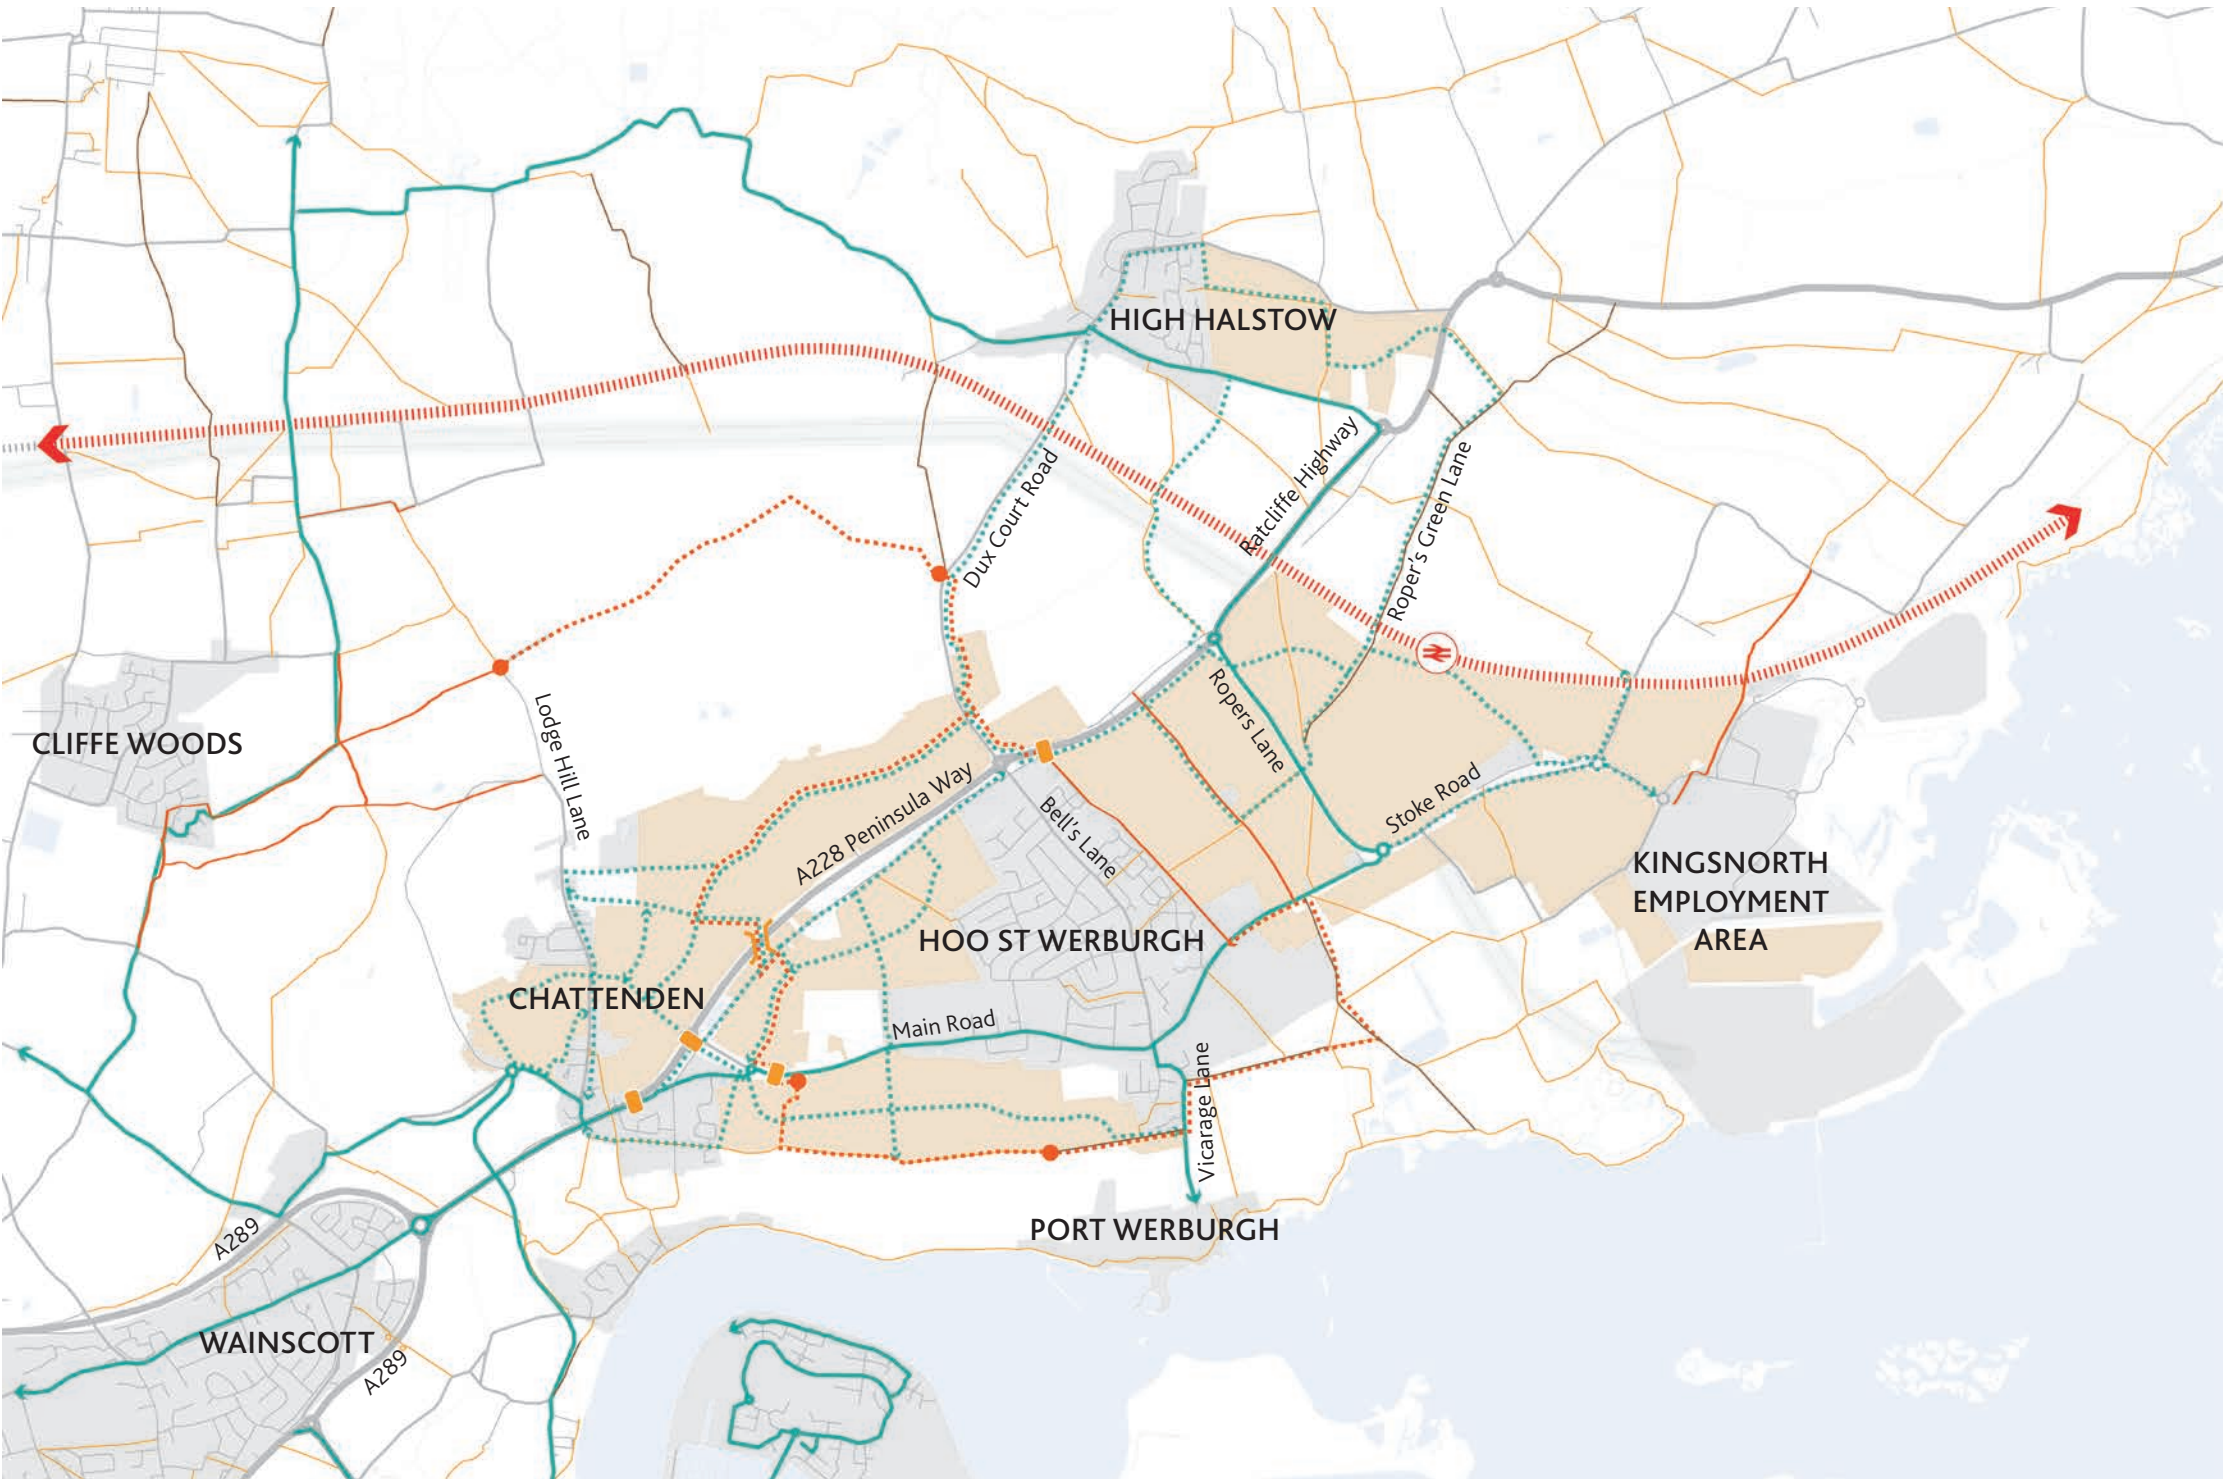 HIGH HALSTOW
Ratcliffe Highway
Roper's Green Lane
Dux Court Road
Ropers Lane
Lodge Hill Lane
CLIFFE WOODS
A228 Peninsula Way
Bell's Lane
Stoke Road
KINGSNORTH
EMPLOYMENT
AREA
HOO ST WERBURGH
CHATTENDEN
Main Road
Vicarage Lane
PORT WERBURGH
A289
WAINSCOTT
A289